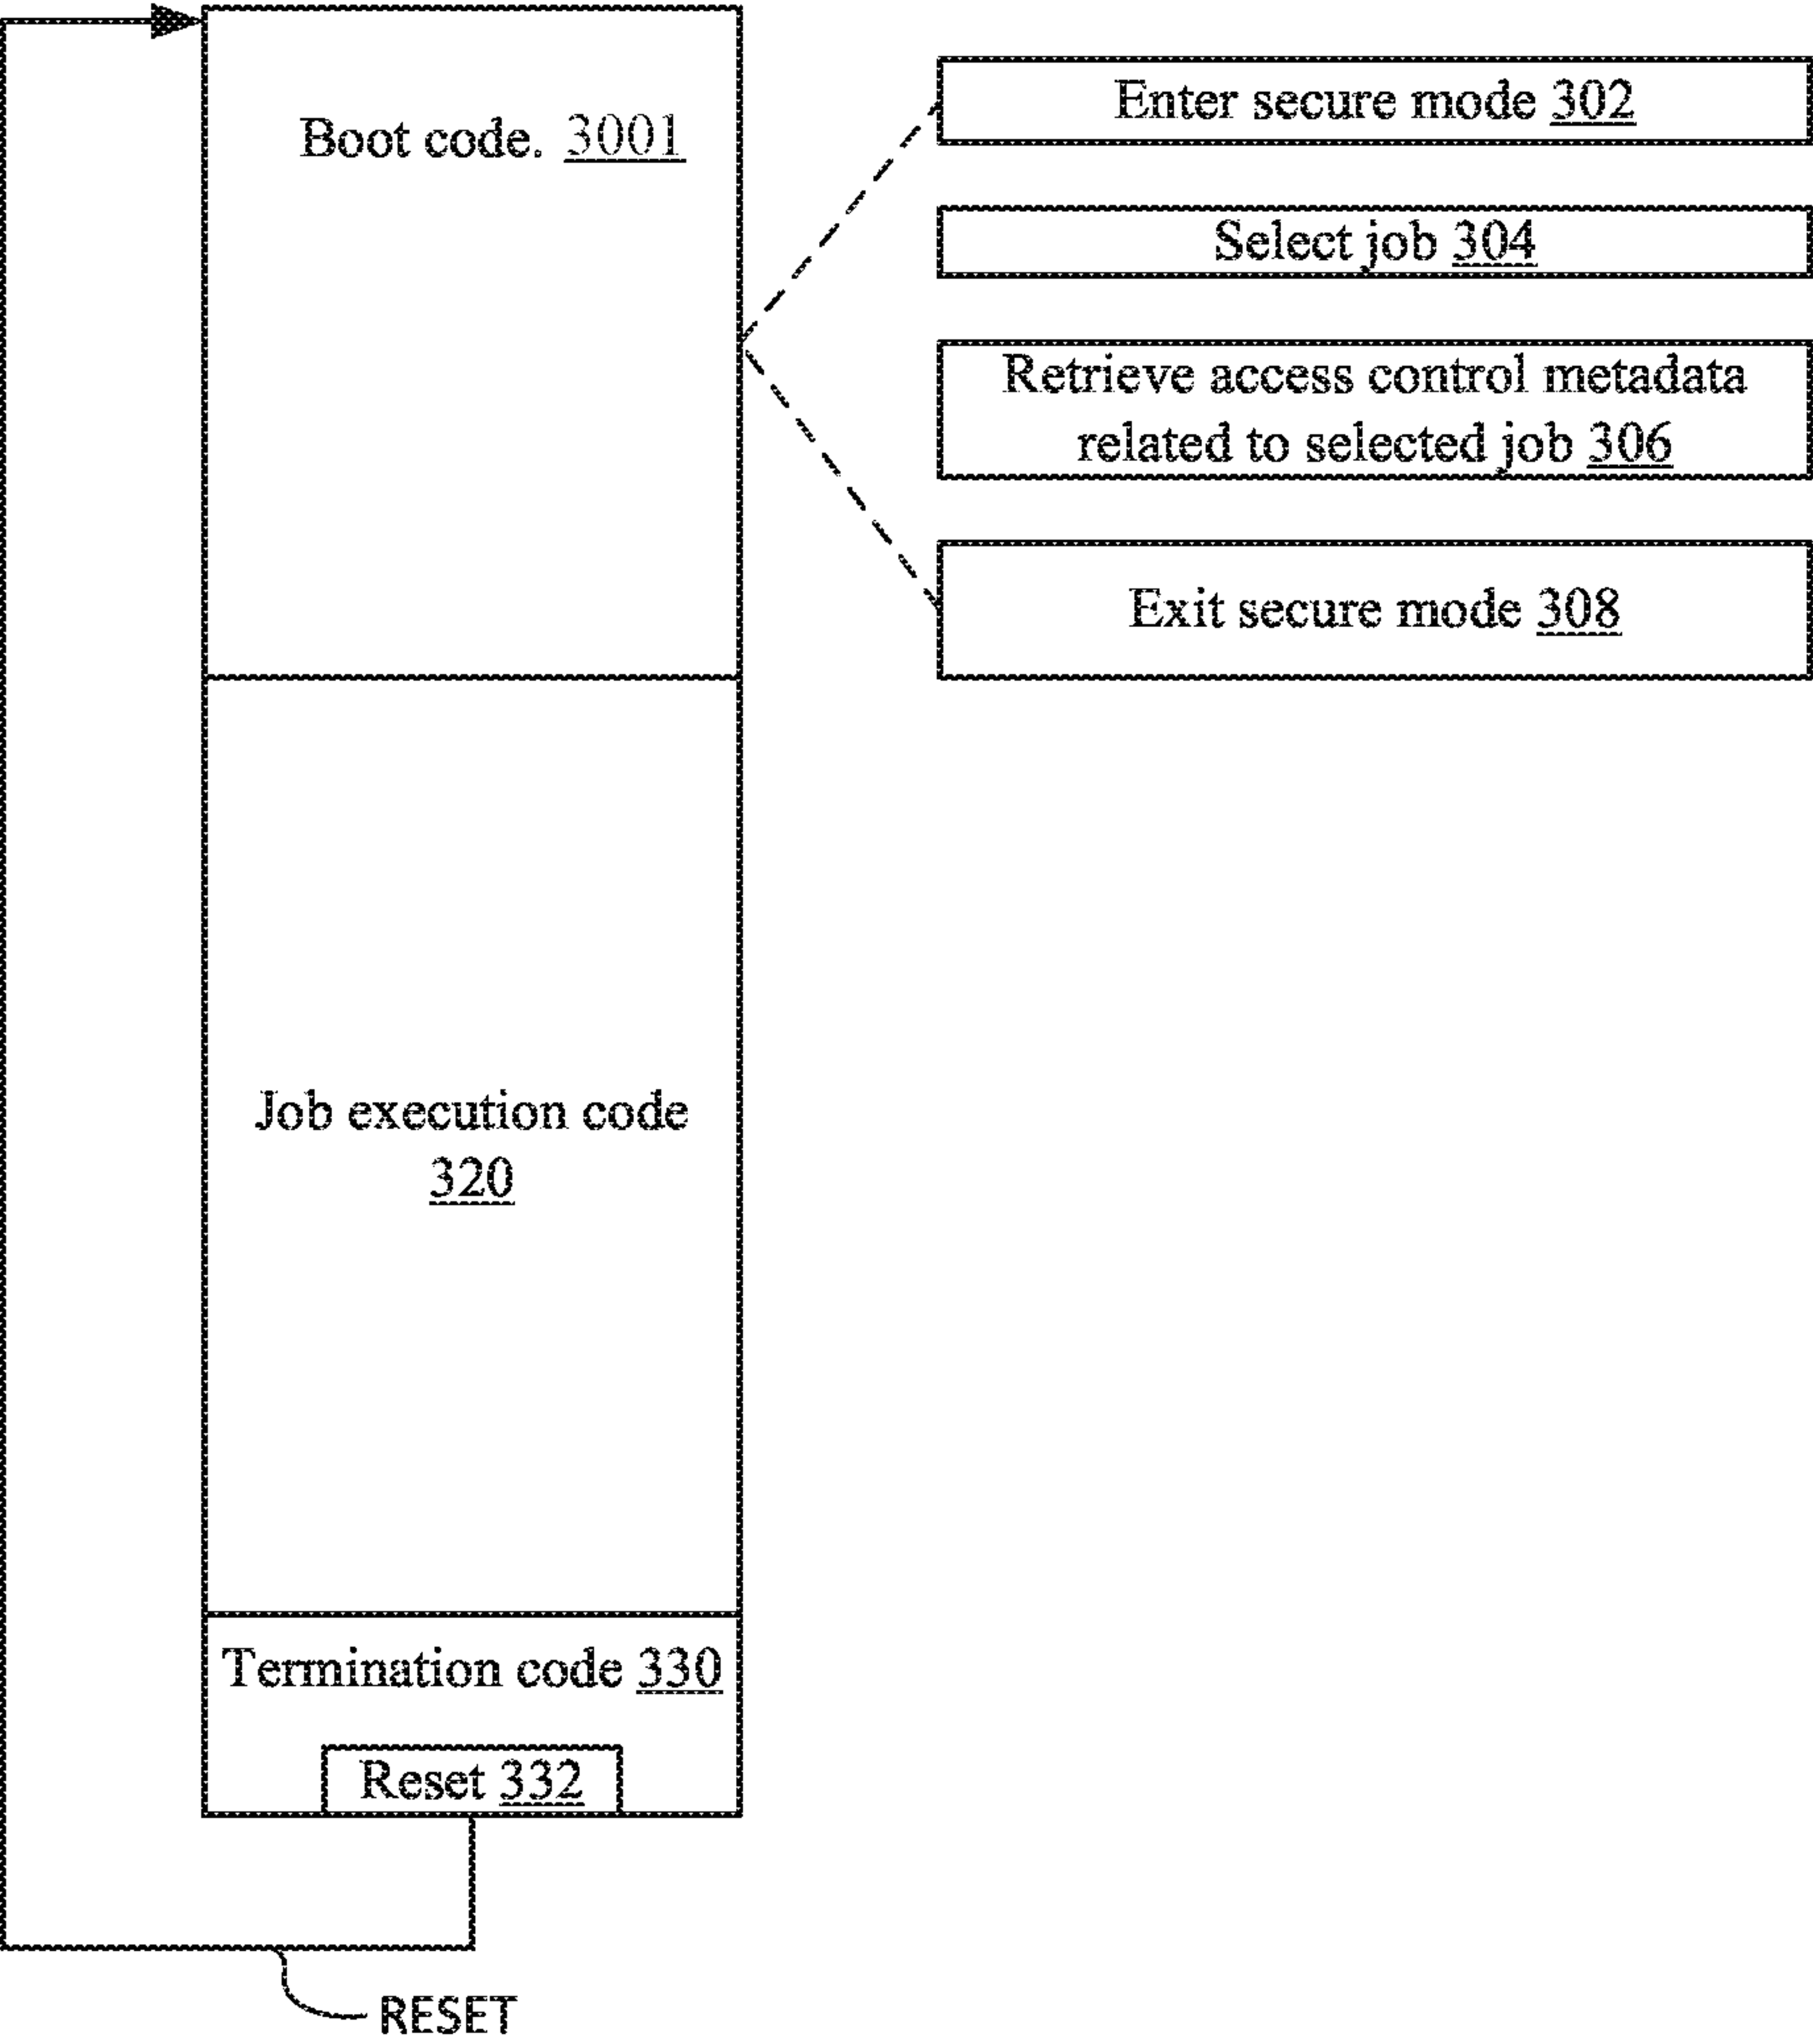 Boot code. 3001
Enter secure mode 302
Select job 304
Retrieve access control metadata
related to selected job 306
Exit secure mode 308
Job execution code
320
Termination code 330
Reset 332
RESET